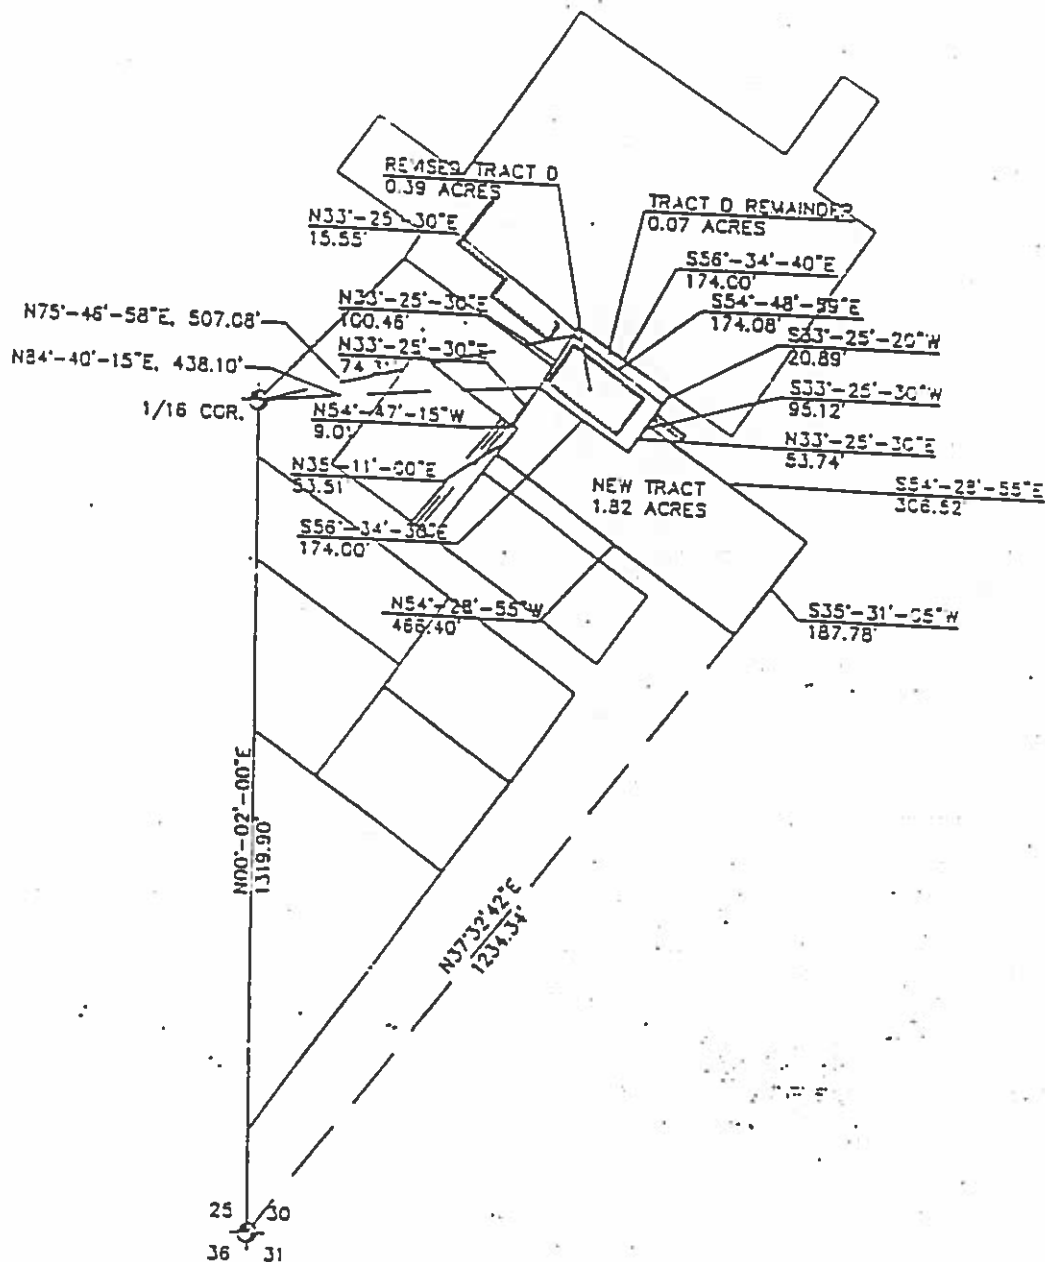 REVISED TRACT D
0.39 ACRES
TRACT D REMAINDER
0.07 ACRES
N33°-25'-30"E
15.55'
S56°-34'-40"E
174.00'
N75°-46'-58"E, 507.08'
N33°-25'-30"E
100.46'
S54°-48'-59"E
174.08'
N84°-40'-15"E, 438.10'
N33°-25'-30"E
S33°-25'-20"W
20.89'
1/16 COR.
N54°-47'-15"W
S33°-25'-30"W
95.12'
N33°-25'-30"E
53.74'
N35°-11'-00"E
53.51'
NEW TRACT
1.82 ACRES
S54°-28'-55"E
306.52'
S56°-34'-30"E
174.00'
N54°-28'-55"W
466.40'
S35°-31'-05"W
187.78'
N00°-02'-00"E
1319.90'
N37°32'42"E
1234.34'
25 30
36 31